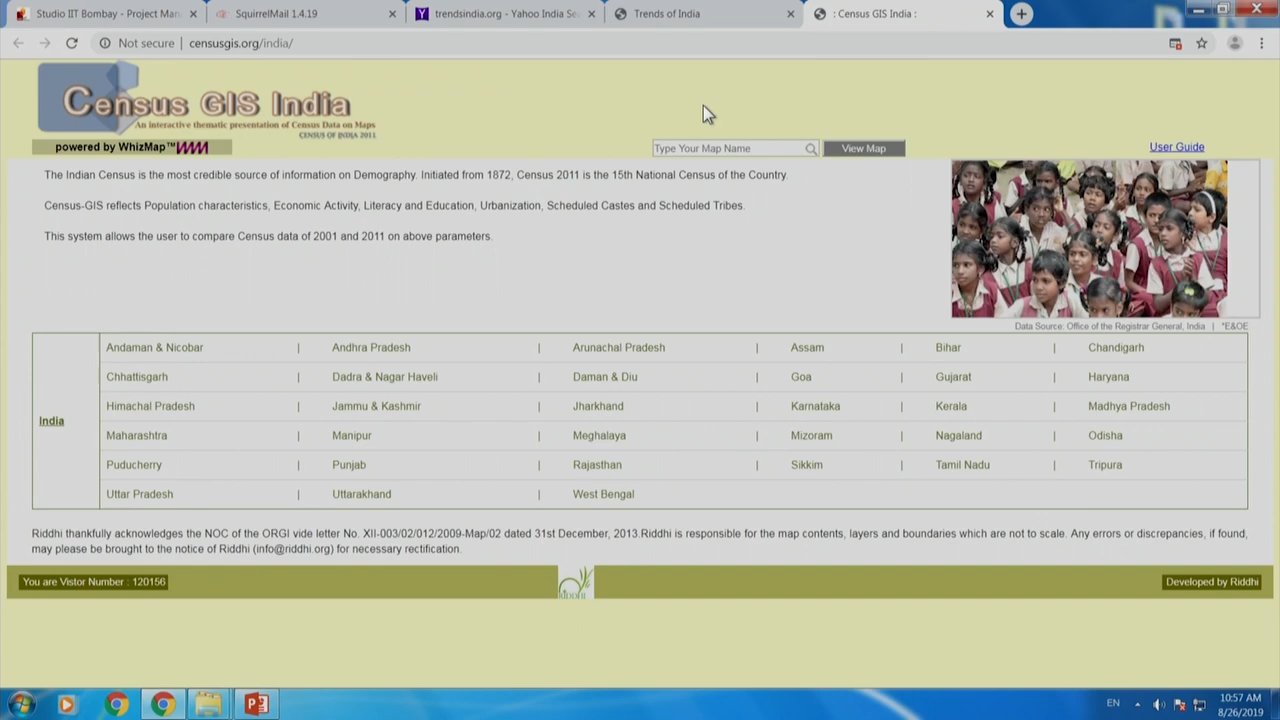 Studio IIT Bombay - Project Man
SquirrelMail 1.4.19
trendsindia.org - Yahoo India Se
Trends of India
: Census GIS India :
Not secure | censusgis.org/india/
Census GIS India
An interactive thematic presentation of Census Data on Maps
CENSUS OF INDIA 2011
powered by WhizMap™
Type Your Map Name
View Map
User Guide
The Indian Census is the most credible source of information on Demography. Initiated from 1872, Census 2011 is the 15th National Census of the Country.
Census-GIS reflects Population characteristics, Economic Activity, Literacy and Education, Urbanization, Scheduled Castes and Scheduled Tribes.
This system allows the user to compare Census data of 2001 and 2011 on above parameters.
Data Source: Office of the Registrar General, India | *E&OE
India
Andaman & Nicobar | Andhra Pradesh | Arunachal Pradesh | Assam | Bihar | Chandigarh
Chhattisgarh | Dadra & Nagar Haveli | Daman & Diu | Goa | Gujarat | Haryana
Himachal Pradesh | Jammu & Kashmir | Jharkhand | Karnataka | Kerala | Madhya Pradesh
Maharashtra | Manipur | Meghalaya | Mizoram | Nagaland | Odisha
Puducherry | Punjab | Rajasthan | Sikkim | Tamil Nadu | Tripura
Uttar Pradesh | Uttarakhand | West Bengal
Riddhi thankfully acknowledges the NOC of the ORGI vide letter No. XII-003/02/012/2009-Map/02 dated 31st December, 2013.Riddhi is responsible for the map contents, layers and boundaries which are not to scale. Any errors or discrepancies, if found,
may please be brought to the notice of Riddhi (info@riddhi.org) for necessary rectification.
You are Vistor Number : 120156
RIDDHI
Developed by Riddhi
EN
10:57 AM
8/26/2019